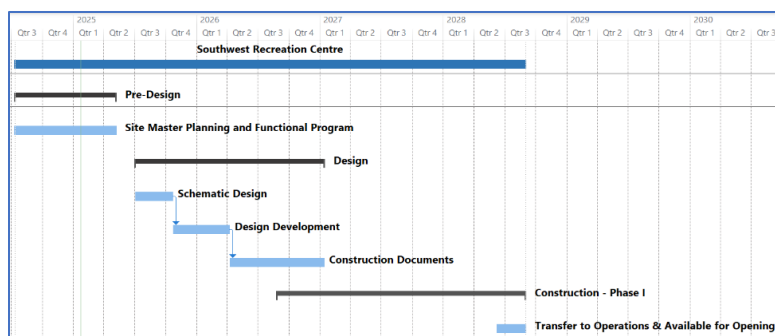 2025 2026 2027 2028 2029 2030
Qtr 3 Qtr 4 Qtr 1 Qtr 2 Qtr 3 Qtr 4 Qtr 1 Qtr 2 Qtr 3 Qtr 4 Qtr 1 Qtr 2 Qtr 3 Qtr 4 Qtr 1 Qtr 2 Qtr 3 Qtr 4 Qtr 1 Qtr 2 Qtr 3 Qtr 4 Qtr 1 Qtr 2 Qtr 3
Southwest Recreation Centre
Pre-Design
Site Master Planning and Functional Program
Design
Schematic Design
Design Development
Construction Documents
Construction - Phase I
Transfer to Operations & Available for Opening